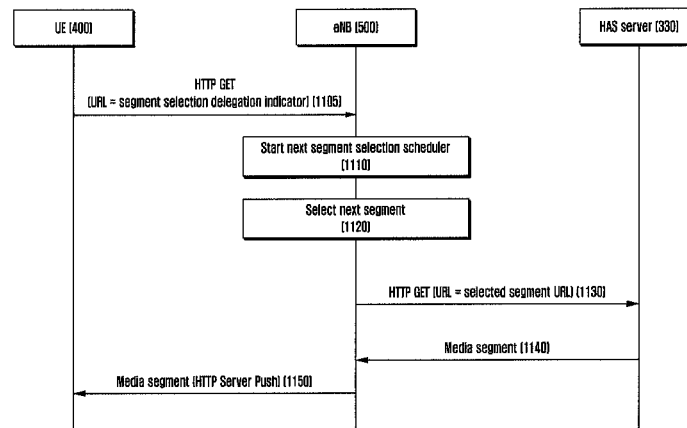 UE (400)
eNB (500)
HAS server (330)
HTTP GET
(URL = segment selection delegation indicator) (1105)
Start next segment selection scheduler
(1110)
Select next segment
(1120)
HTTP GET (URL = selected segment URL) (1130)
Media segment (1140)
Media segment (HTTP Server Push) (1150)